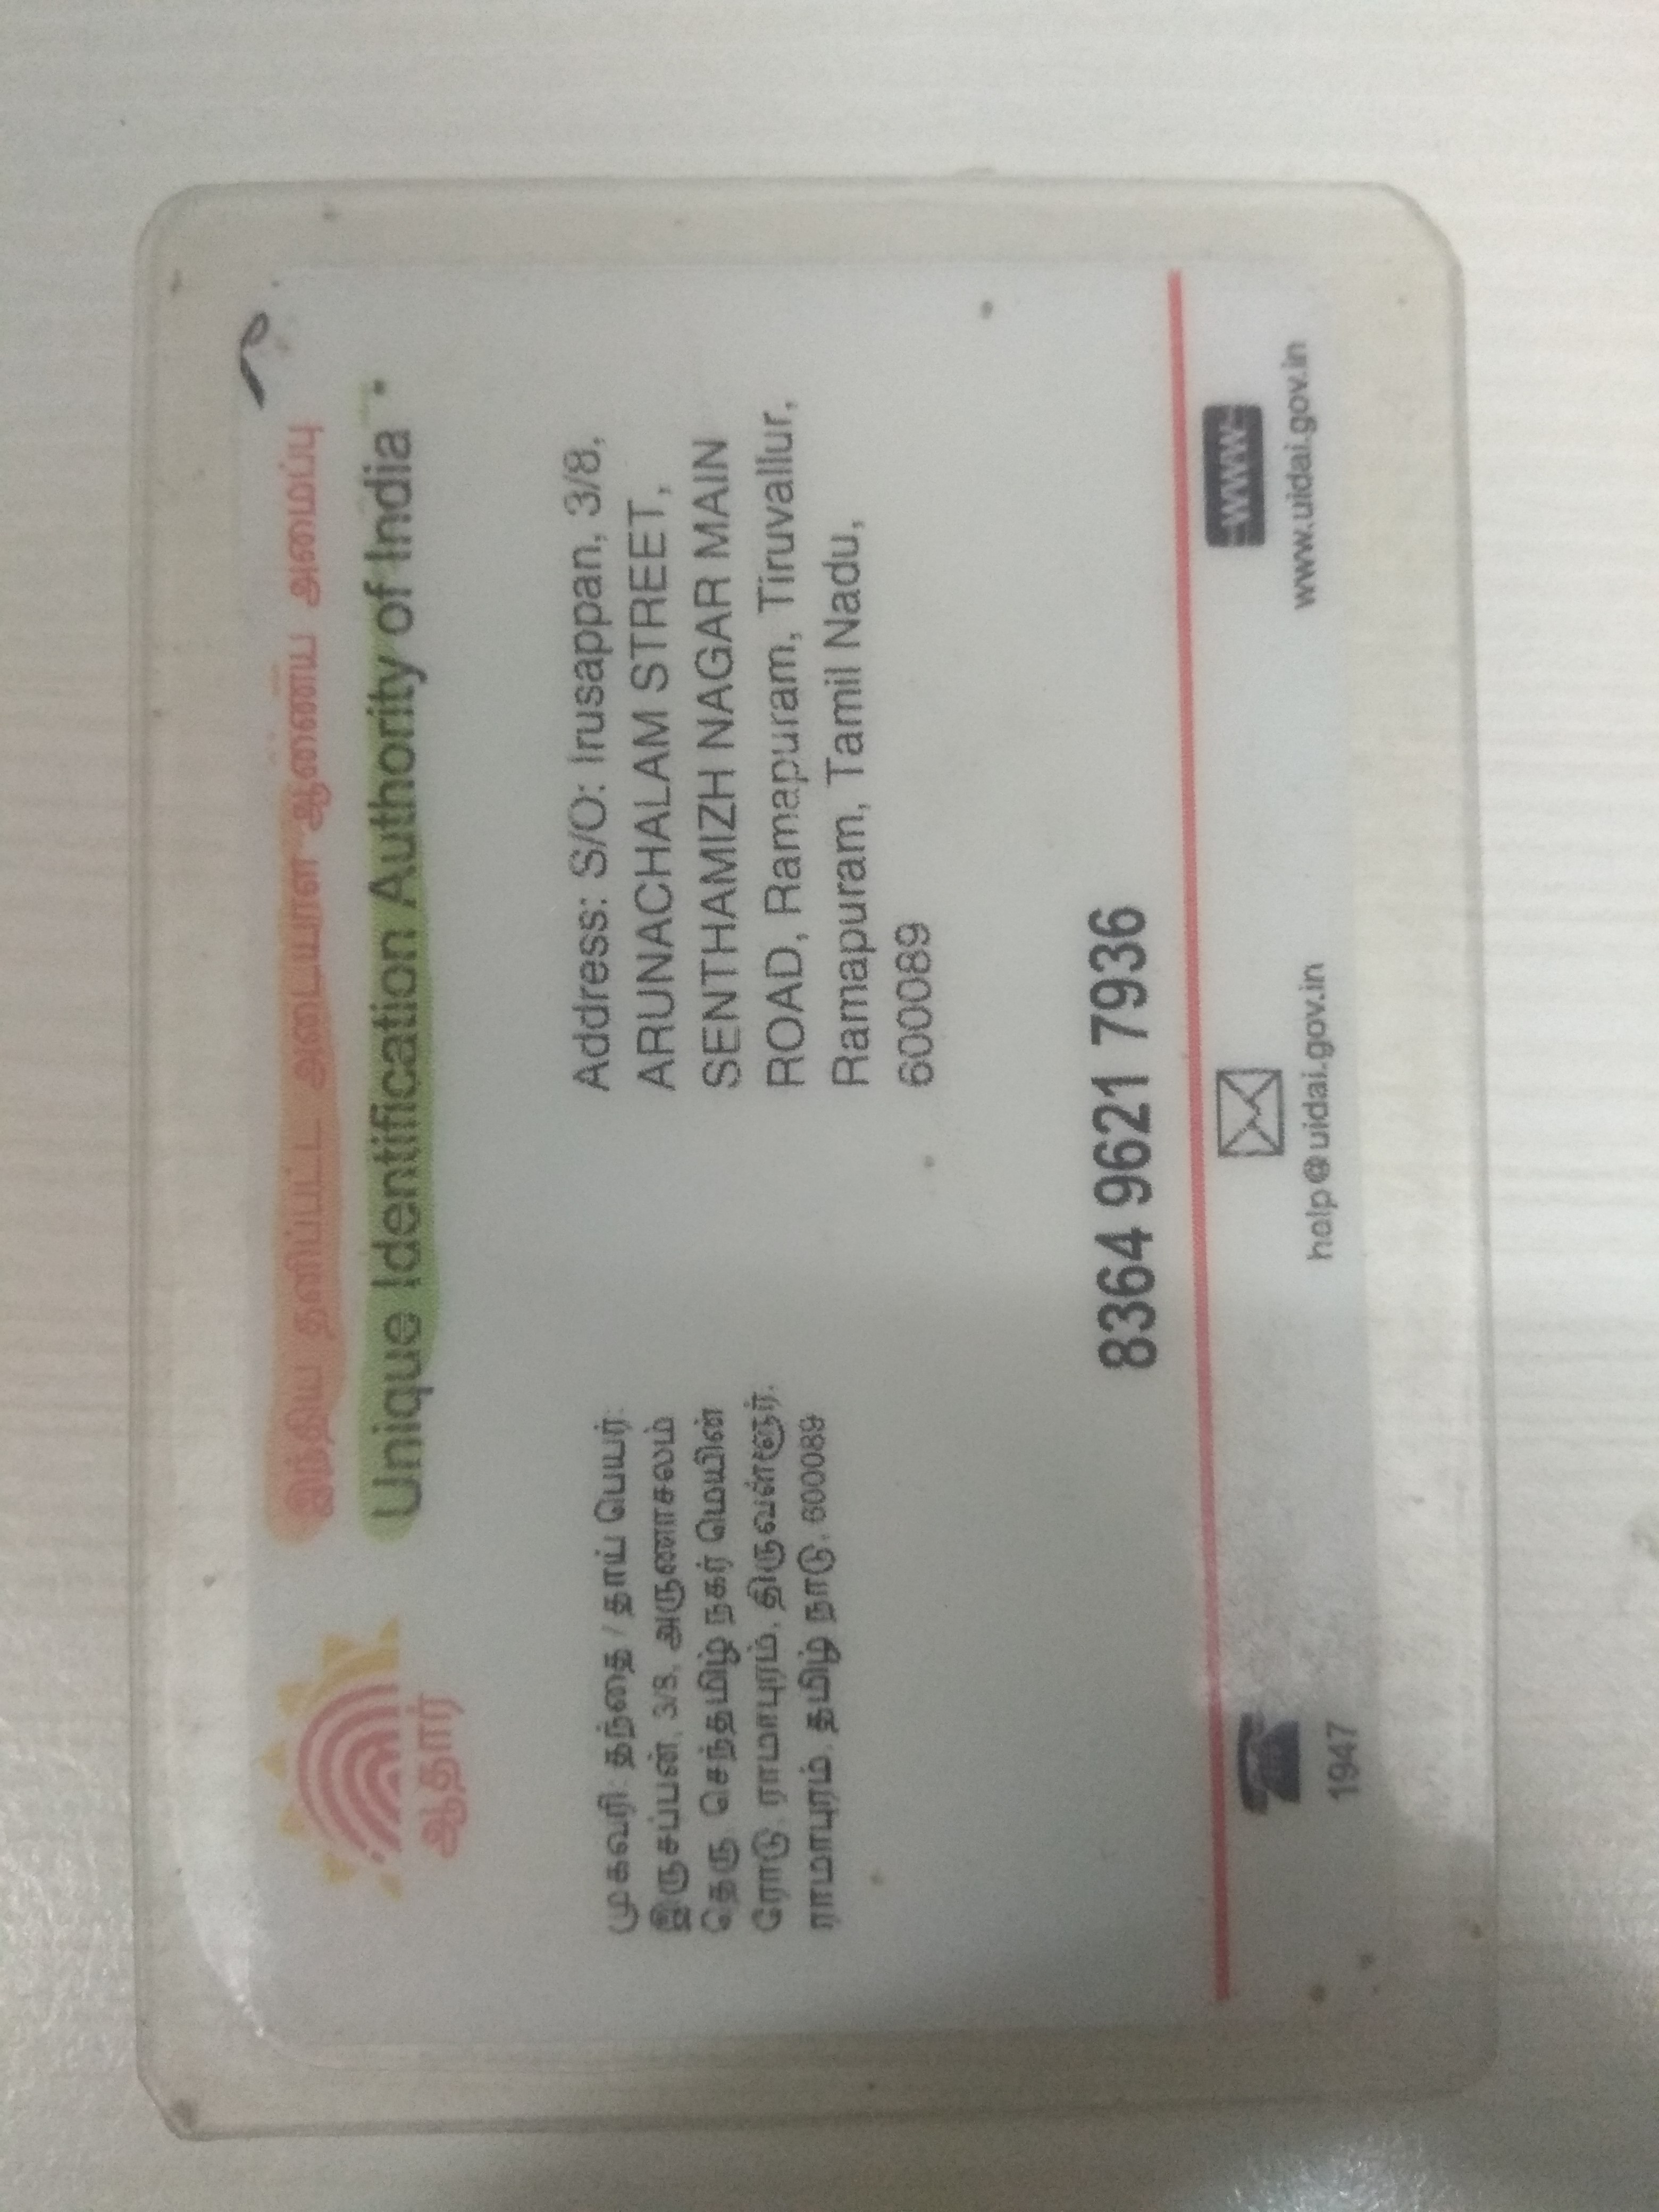 இந்திய தனிப்பட்ட அடையாள ஆணைய அமைப்பு
Unique Identification Authority of India
ஆதார்
முகவரி: தந்தை / தாய் பெயர்:
இருசப்பன், 3/8, அருணாசலம்
தெரு, செந்தமிழ் நகர் மெயின்
ரோடு, ராமாபுரம், திருவள்ளூர்,
ராமாபுரம், தமிழ் நாடு, 600089
Address: S/O: Irusappan, 3/8,
ARUNACHALAM STREET,
SENTHAMIZH NAGAR MAIN
ROAD, Ramapuram, Tiruvallur,
Ramapuram, Tamil Nadu,
600089
8364 9621 7936
1947
help@uidai.gov.in
WWW
www.uidai.gov.in